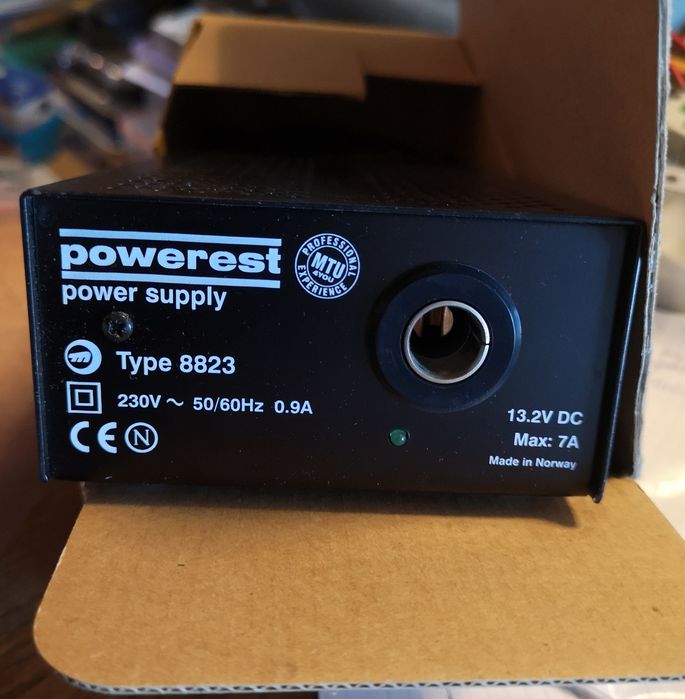 powerest
power supply
PROFESSIONAL
MTU
4YOU
EXPERIENCE
Type 8823
230V ~ 50/60Hz 0.9A
CE N
13.2V DC
Max: 7A
Made in Norway